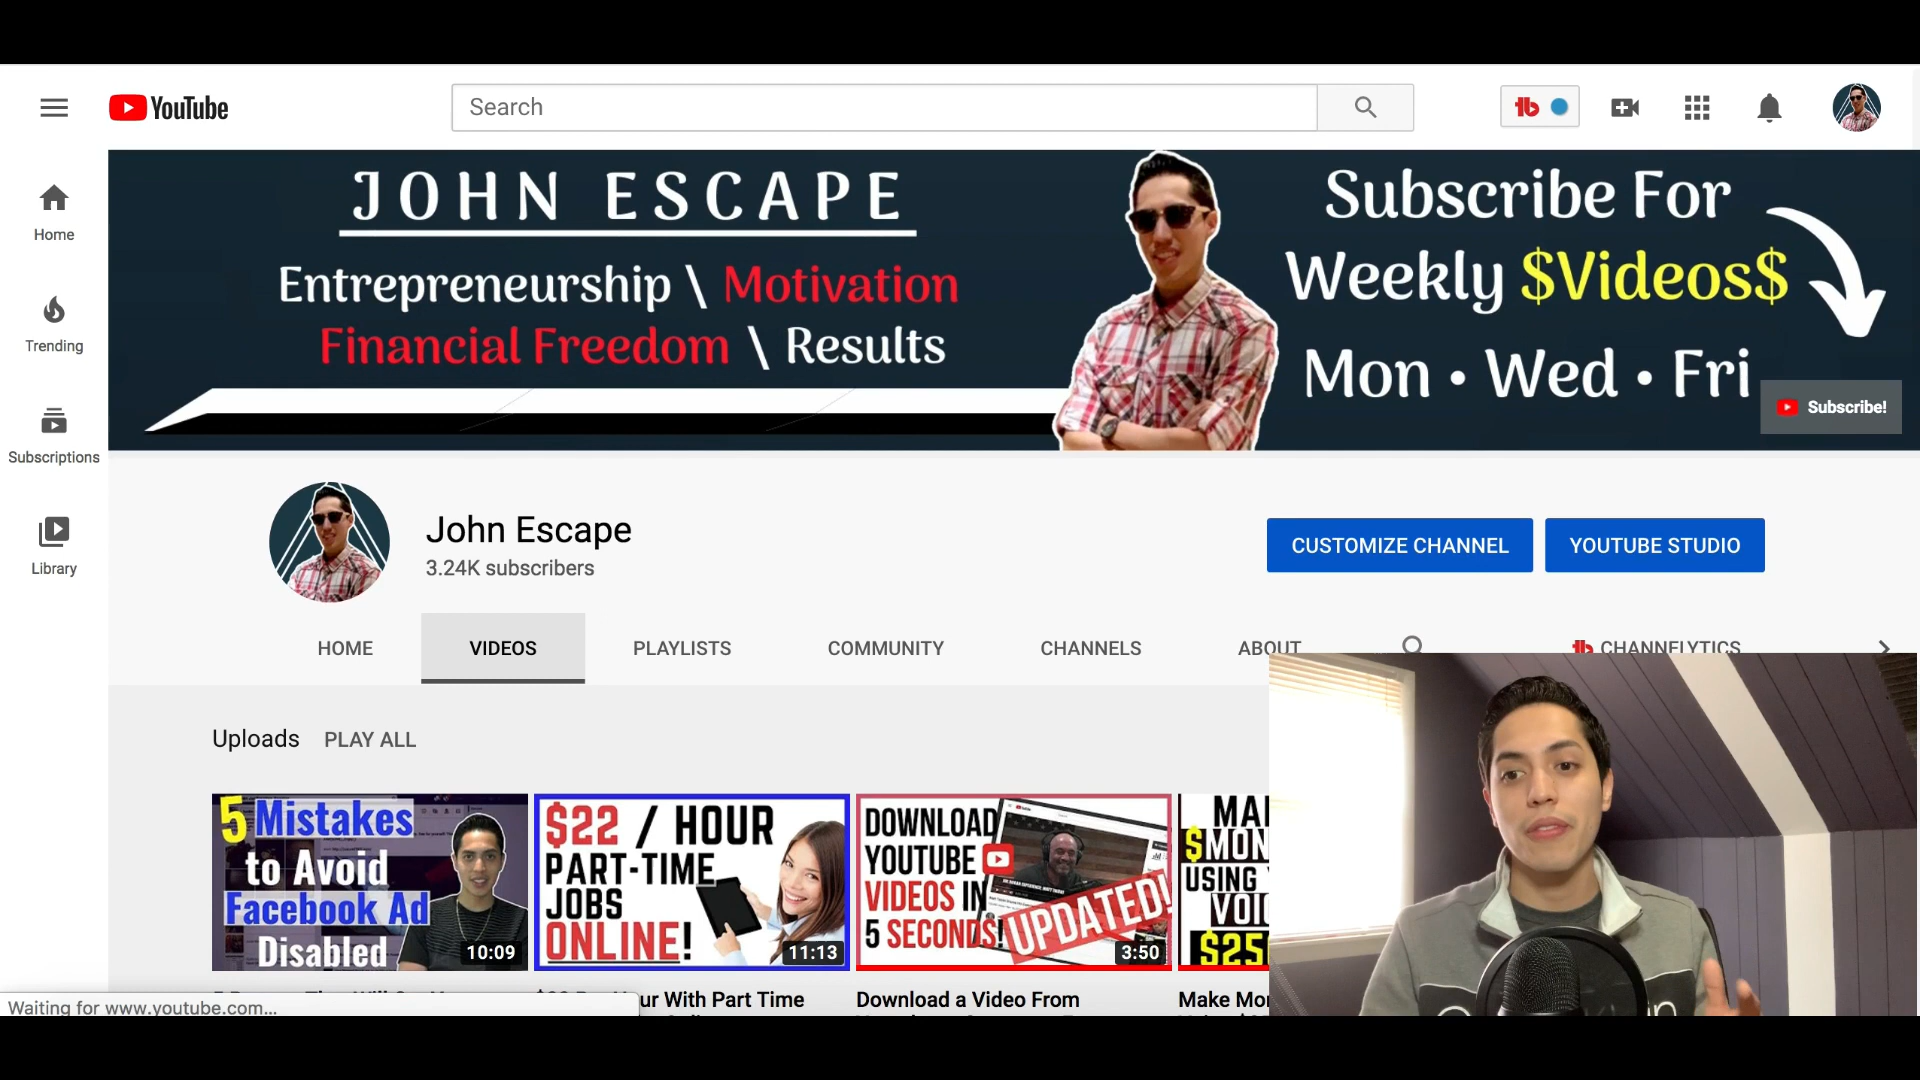 YouTube
Search
Home
Trending
Subscriptions
Library
JOHN ESCAPE
Entrepreneurship \ Motivation
Financial Freedom \ Results
Subscribe For
Weekly $Videos$
Mon • Wed • Fri
Subscribe!
John Escape
3.24K subscribers
CUSTOMIZE CHANNEL
YOUTUBE STUDIO
HOME
VIDEOS
PLAYLISTS
COMMUNITY
CHANNELS
ABOUT
CHANNELYTICS
Uploads
PLAY ALL
5 Mistakes
to Avoid
Facebook Ad
Disabled
10:09
$22 / HOUR
PART-TIME
JOBS
ONLINE!
11:13
DOWNLOAD
YOUTUBE
VIDEOS IN
5 SECONDS!
UPDATED!
3:50
$MON
USING
$25
ur With Part Time
Download a Video From
Make Mo
Waiting for www.youtube.com...